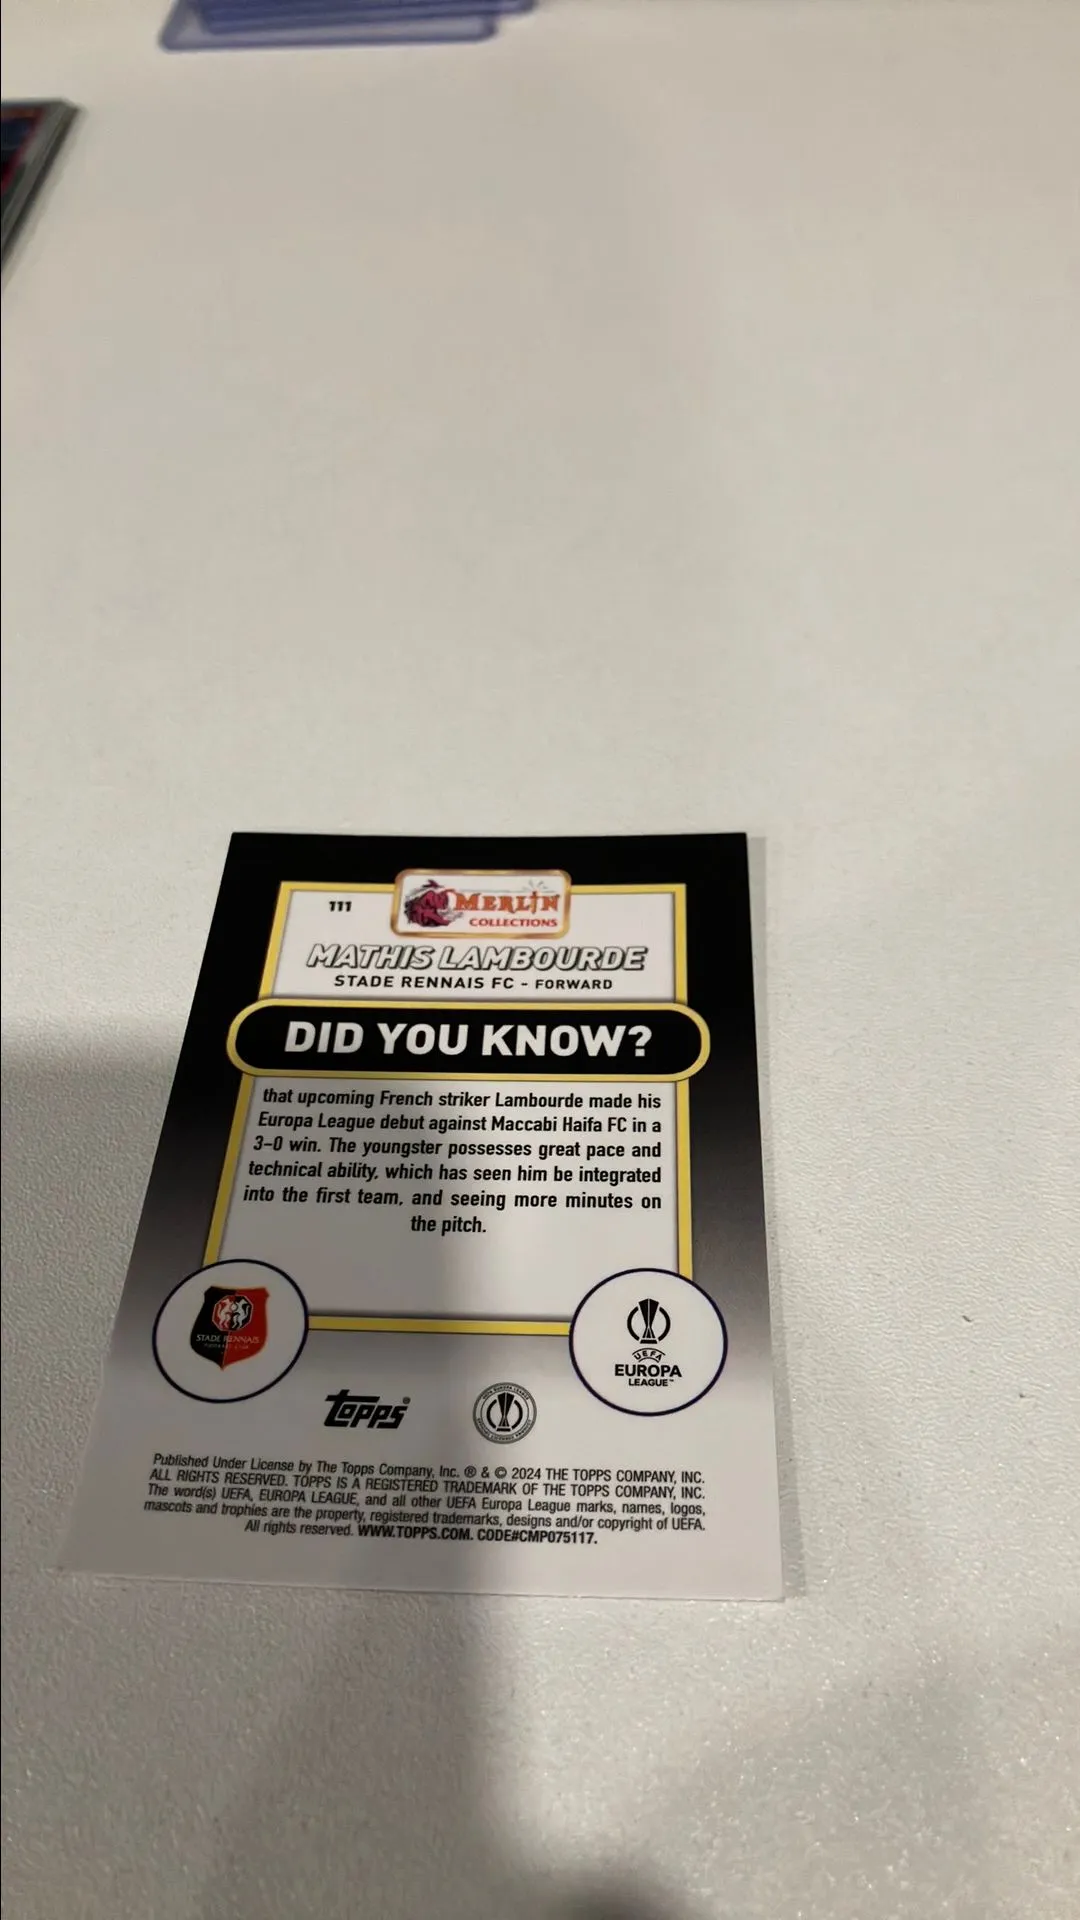 111
MERLIN
COLLECTIONS
MATHIS LAMBOURDE
STADE RENNAIS FC - FORWARD
DID YOU KNOW?
that upcoming French striker Lambourde made his
Europa League debut against Maccabi Haifa FC in a
3-0 win. The youngster possesses great pace and
technical ability, which has seen him be integrated
into the first team, and seeing more minutes on
the pitch.
STADE RENNAIS
UEFA
EUROPA
LEAGUE™
Topps®
Published Under License by The Topps Company, Inc. ® & © 2024 THE TOPPS COMPANY, INC.
ALL RIGHTS RESERVED. TOPPS IS A REGISTERED TRADEMARK OF THE TOPPS COMPANY, INC.
The word(s) UEFA, EUROPA LEAGUE, and all other UEFA Europa League marks, names, logos,
mascots and trophies are the property, registered trademarks, designs and/or copyright of UEFA.
All rights reserved. WWW.TOPPS.COM. CODE#CMP075117.